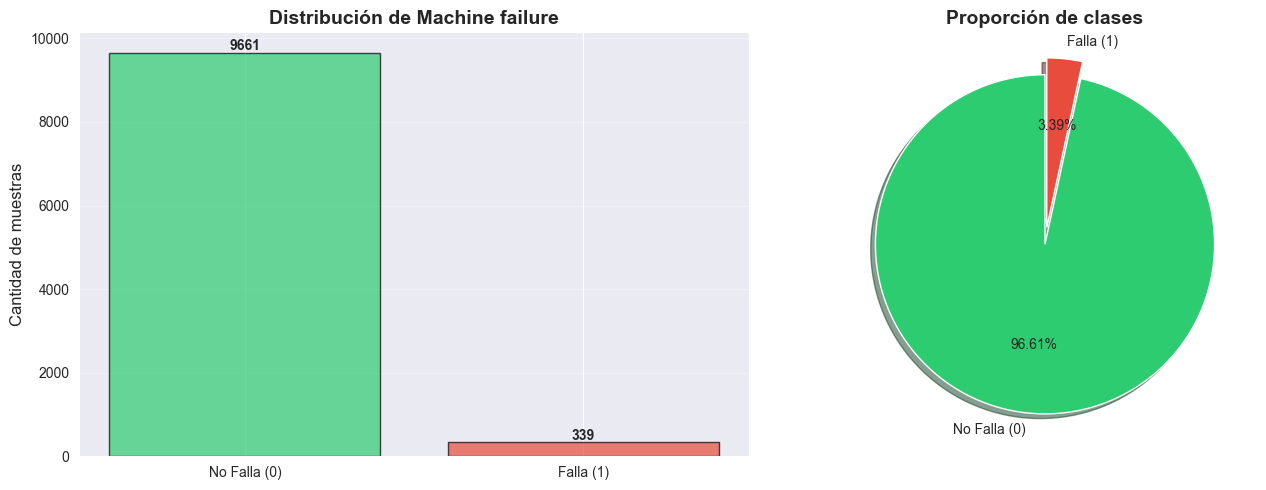 Distribución de Machine failure
Cantidad de muestras
10000
8000
6000
4000
2000
0
9661
339
No Falla (0)
Falla (1)
Proporción de clases
Falla (1)
3.39%
96.61%
No Falla (0)